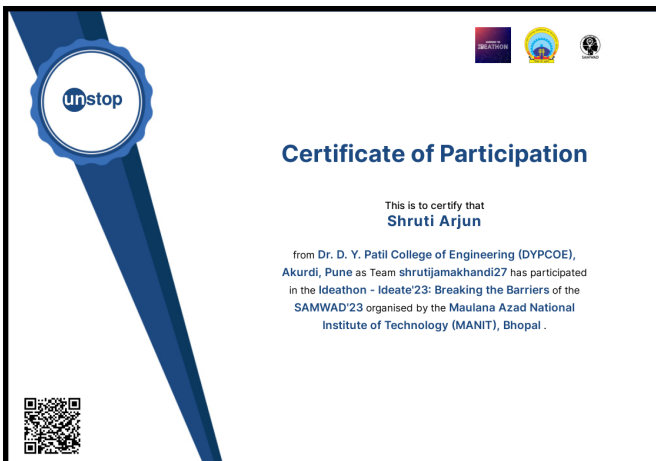 IDEATHON
SAMWAD
unstop
Certificate of Participation
This is to certify that
Shruti Arjun
from Dr. D. Y. Patil College of Engineering (DYPCOE),
Akurdi, Pune as Team shrutijamakhandi27 has participated
in the Ideathon - Ideate'23: Breaking the Barriers of the
SAMWAD'23 organised by the Maulana Azad National
Institute of Technology (MANIT), Bhopal .